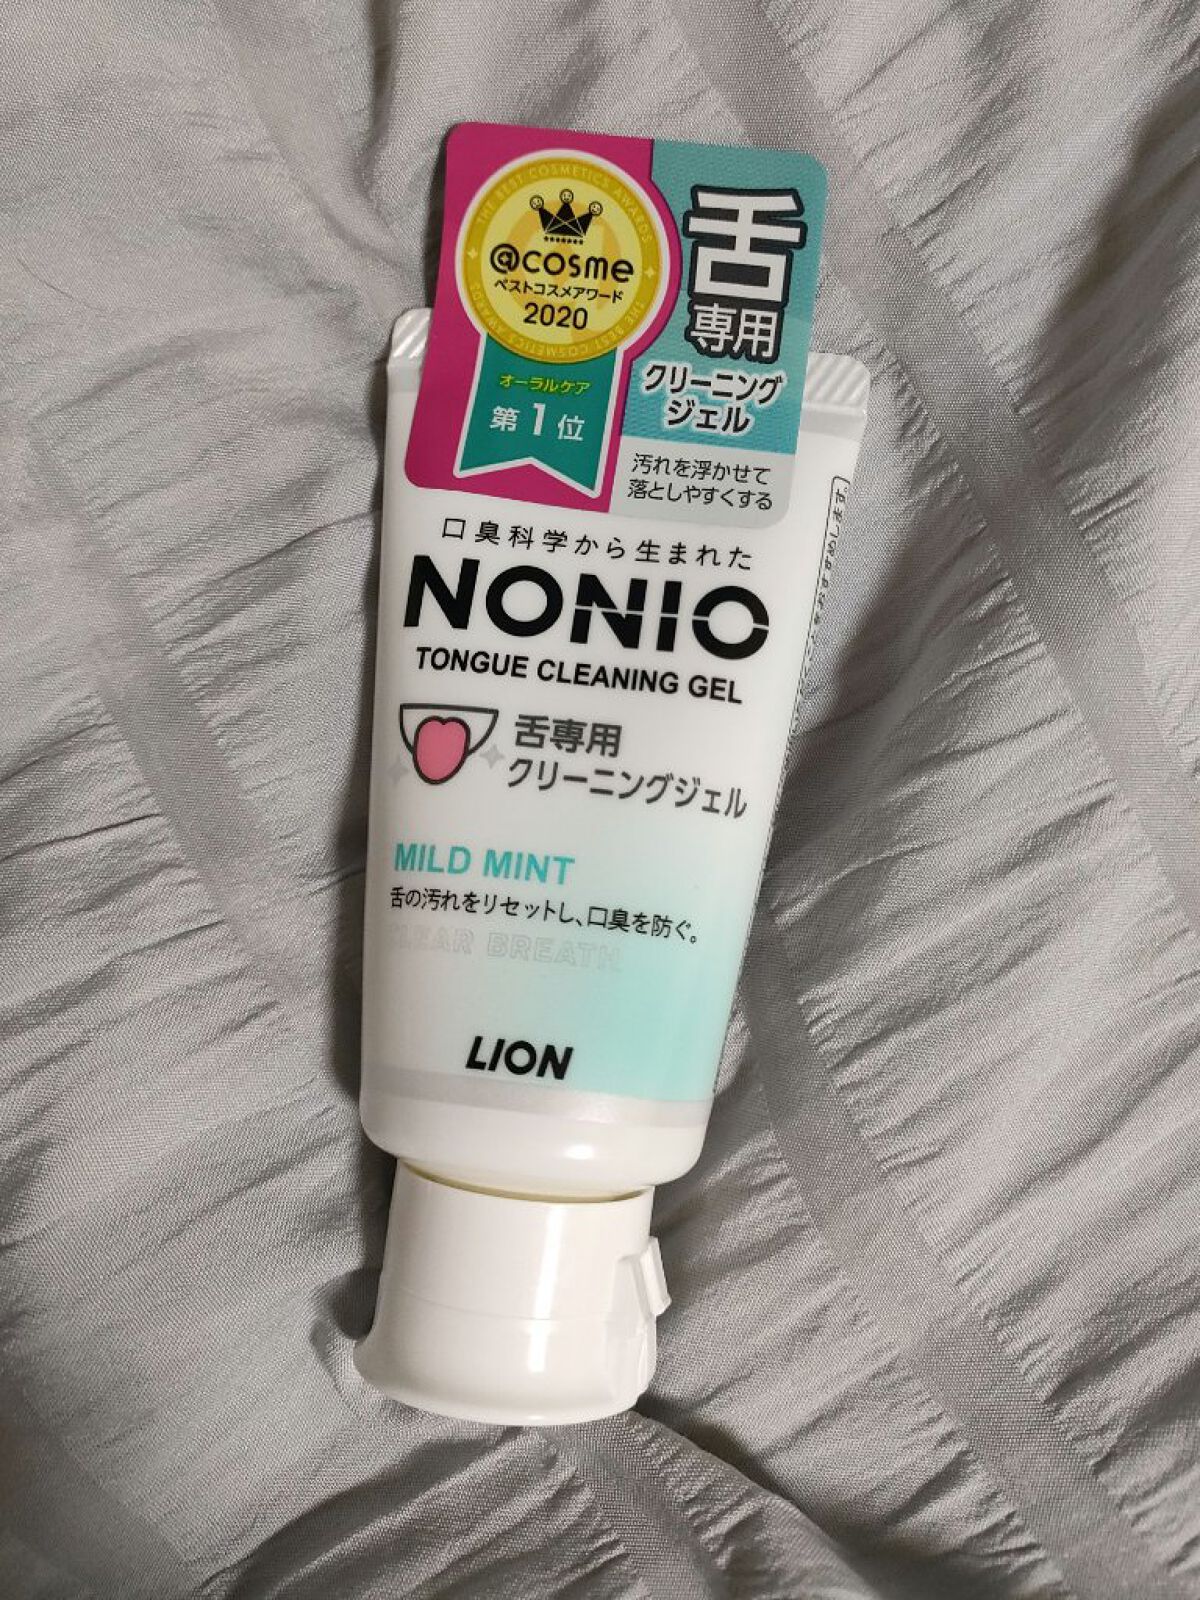 THE BEST COSMETICS AWARDS
@cosme
ベストコスメアワード
2020
THE BEST COSMETICS AWARDS
オーラルケア
第1位
舌
専用
クリーニング
ジェル
汚れを浮かせて
落としやすくする
口臭科学から生まれた
NONIO
TONGUE CLEANING GEL
舌専用
クリーニングジェル
MILD MINT
舌の汚れをリセットし、口臭を防ぐ。
CLEAR BREATH
LION